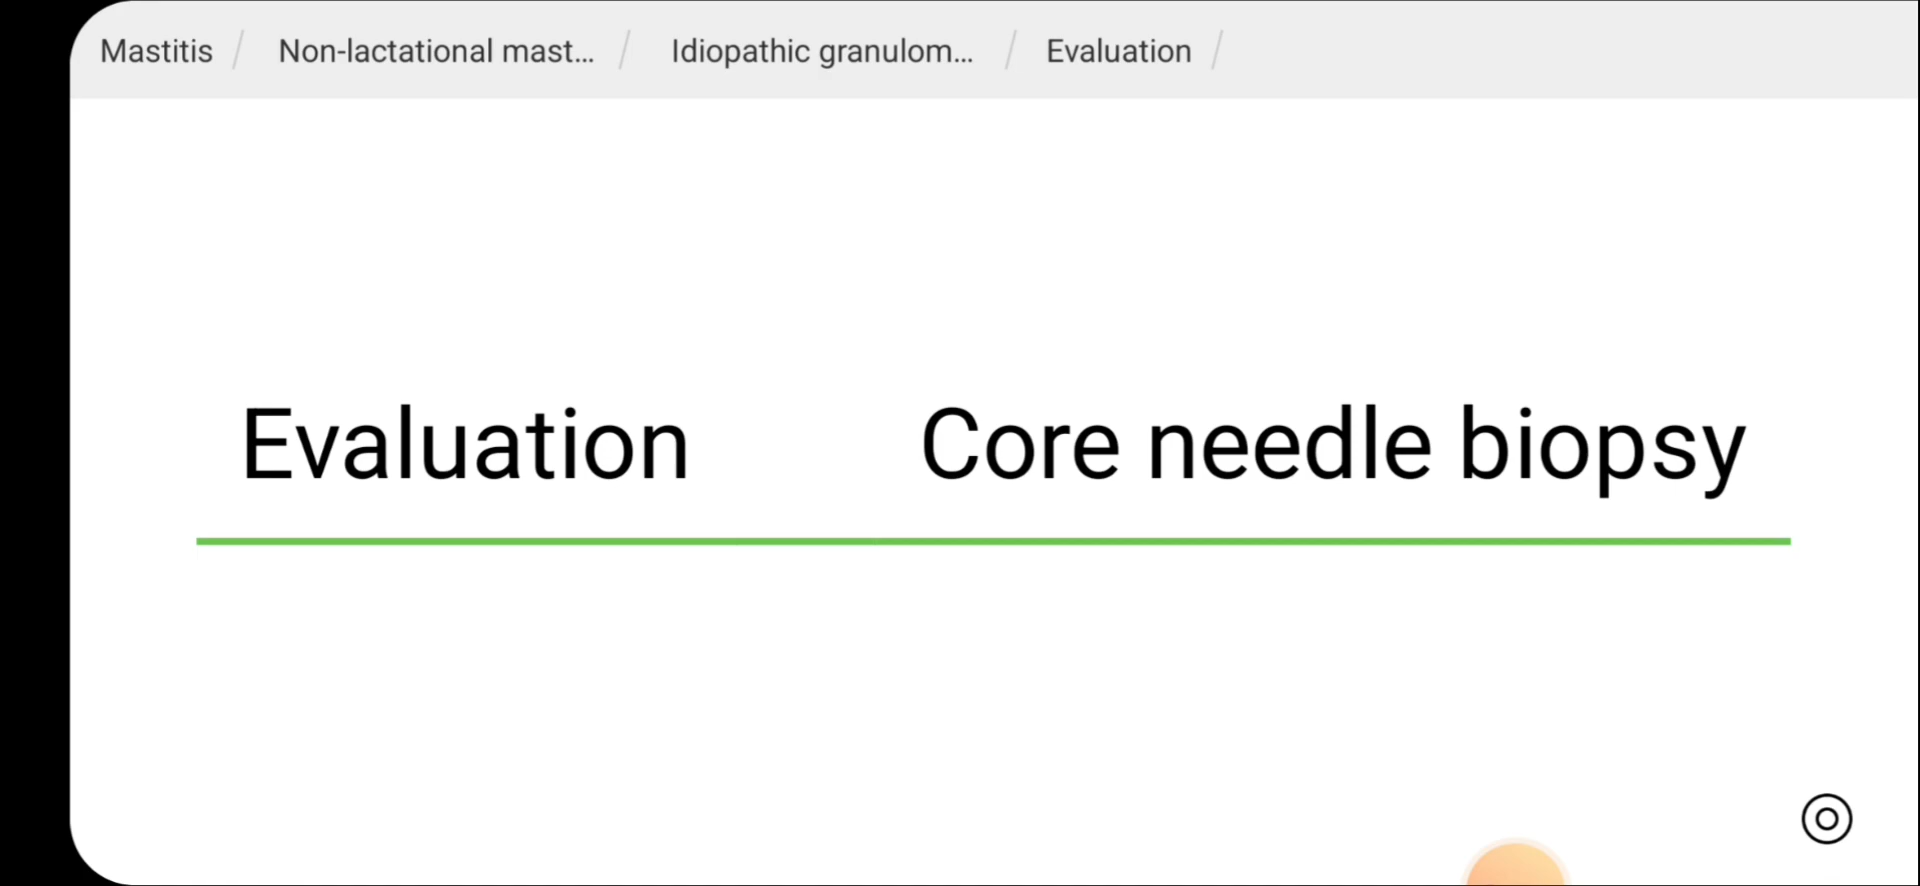 Mastitis / Non-lactational mast... / Idiopathic granulom... / Evaluation /
Evaluation Core needle biopsy